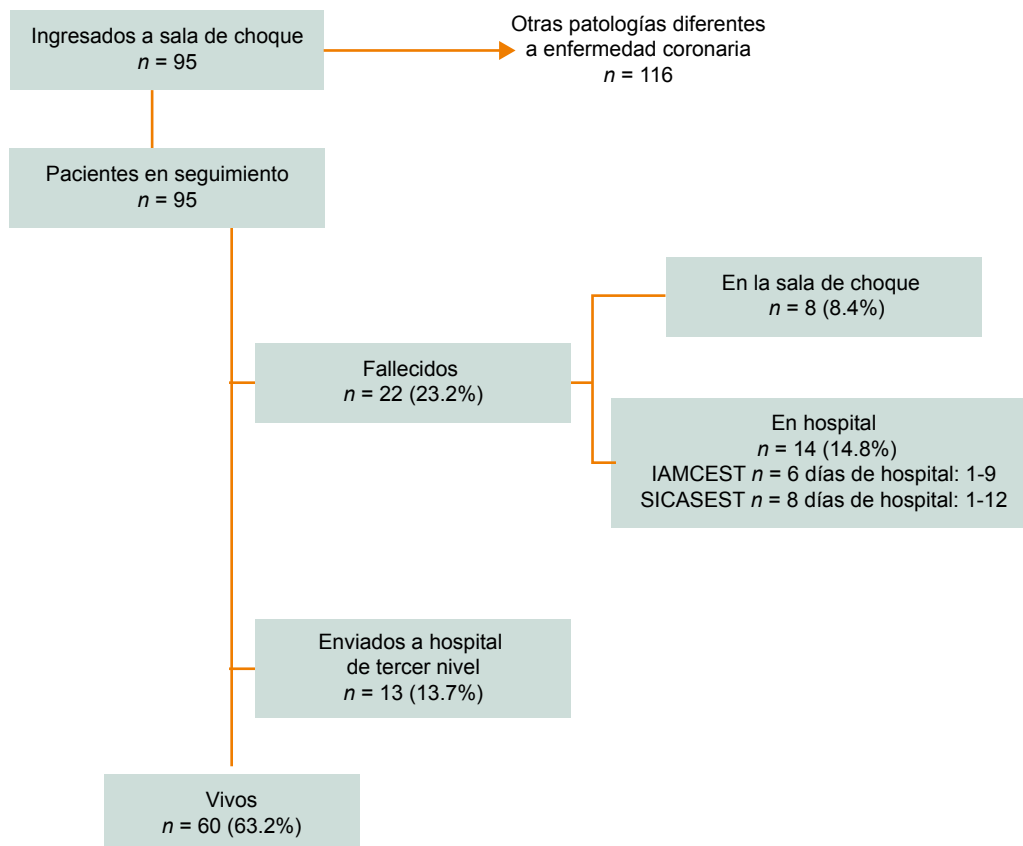 Ingresados a sala de choque
n = 95
Otras patologías diferentes
a enfermedad coronaria
n = 116
Pacientes en seguimiento
n = 95
En la sala de choque
n = 8 (8.4%)
Fallecidos
n = 22 (23.2%)
En hospital
n = 14 (14.8%)
IAMCEST n = 6 días de hospital: 1-9
SICASEST n = 8 días de hospital: 1-12
Enviados a hospital
de tercer nivel
n = 13 (13.7%)
Vivos
n = 60 (63.2%)